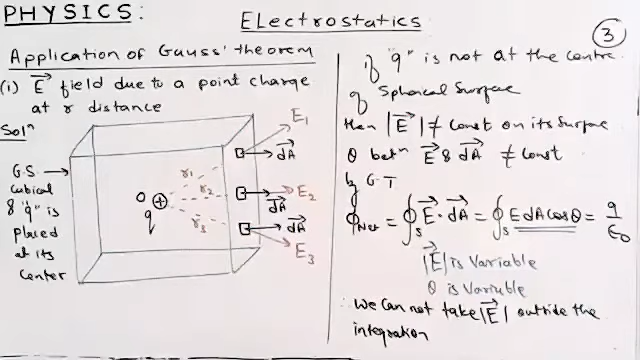 PHYSICS:
Electrostatics
3
Application of Gauss' theorem
(i) E field due to a point charge
at r distance
Solⁿ
G.S. →
Cubical
& "q" is
placed
at its
Center
O
q
r₁
r₂
r₃
E₁
dA
E₂
dA
dA
E₃
if "q" is not at the centre
of Spherical Surface
then |E| ≠ Const on its Surface
θ betⁿ E & dA ≠ Const
by G.T
ϕNet = ∮s E · dA = ∮s E dA cos θ = q/ε₀
|E| is Variable
θ is Variable
∴ We can not take |E| outside the
integration